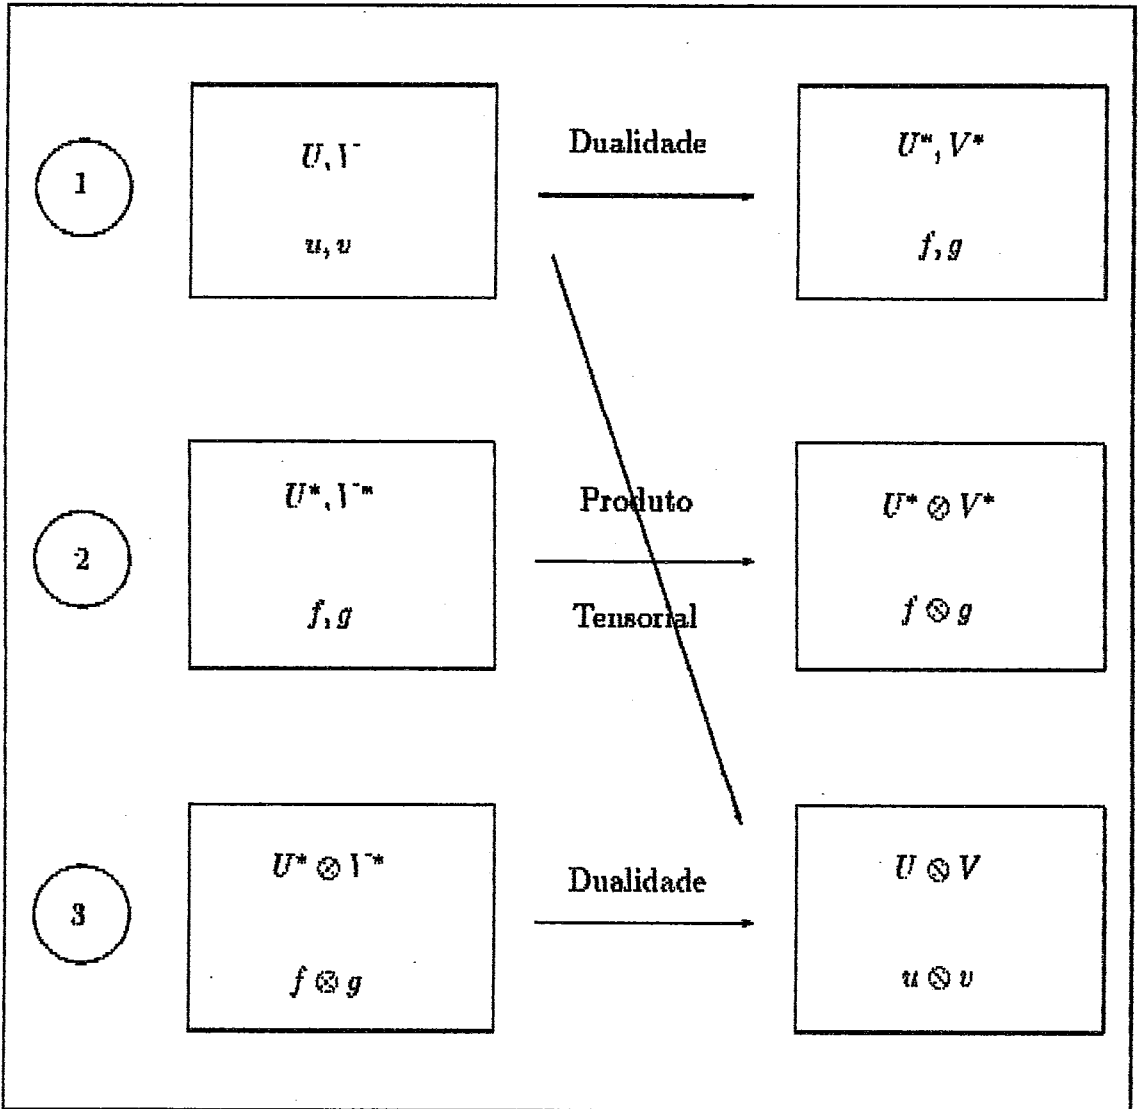 1
U, V
u, v
Dualidade
U*, V*
f, g
2
U*, V*
f, g
Produto
Tensorial
U* ⊗ V*
f ⊗ g
3
U* ⊗ V*
f ⊗ g
Dualidade
U ⊗ V
u ⊗ v